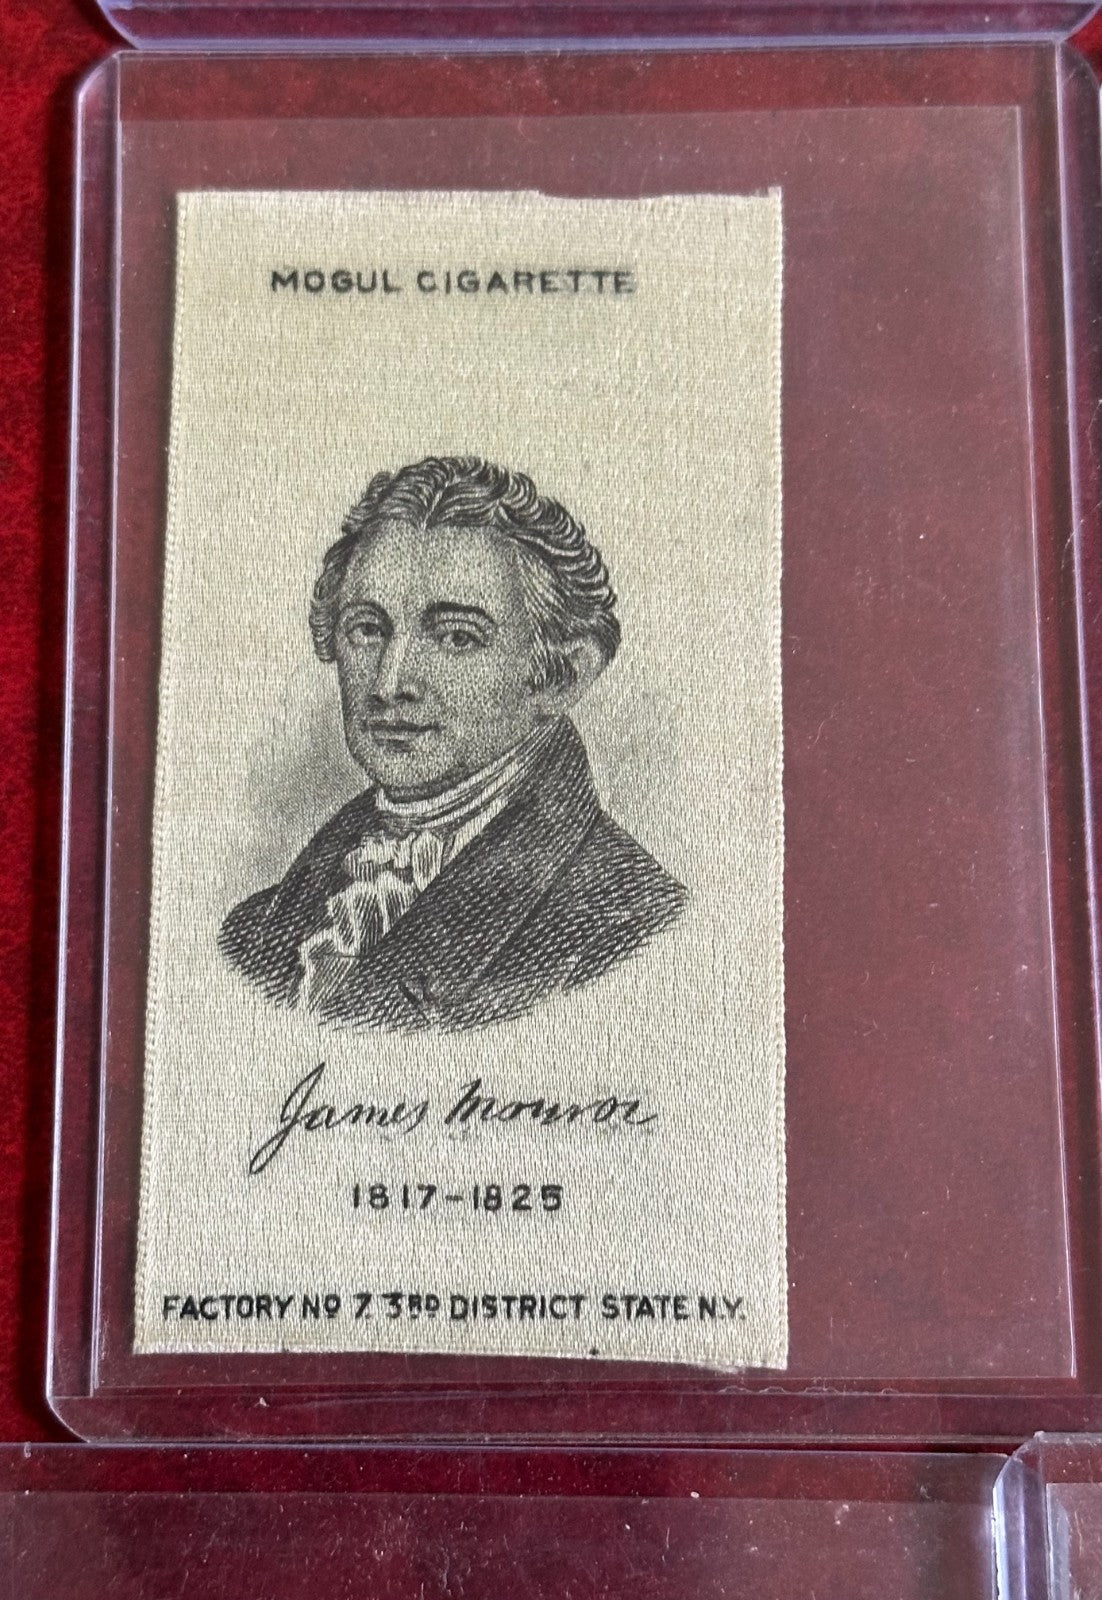 MOGUL CIGARETTE
James Monroe
1817-1825
FACTORY NO 7. 3RD DISTRICT STATE N.Y.